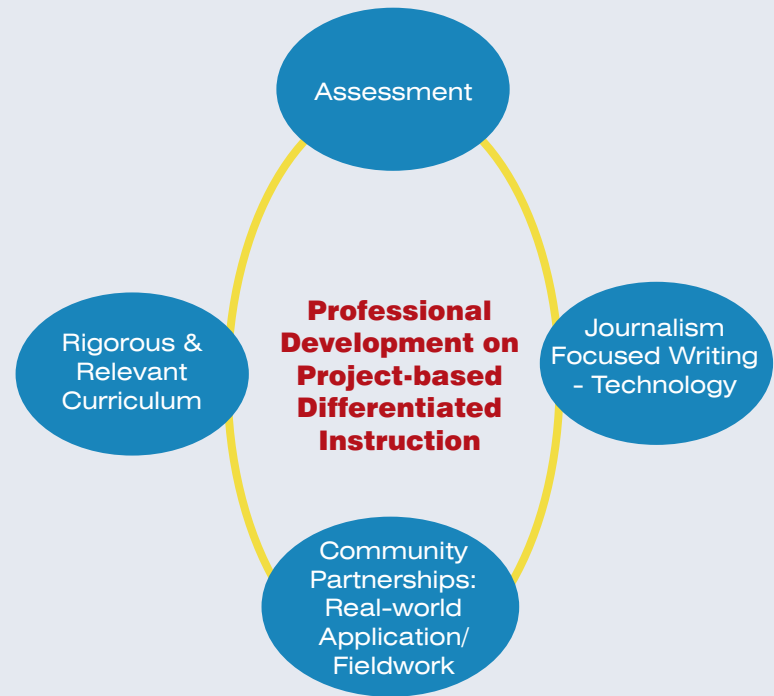 Assessment
Rigorous &
Relevant
Curriculum
Professional
Development on
Project-based
Differentiated
Instruction
Journalism
Focused Writing
- Technology
Community
Partnerships:
Real-world
Application/
Fieldwork